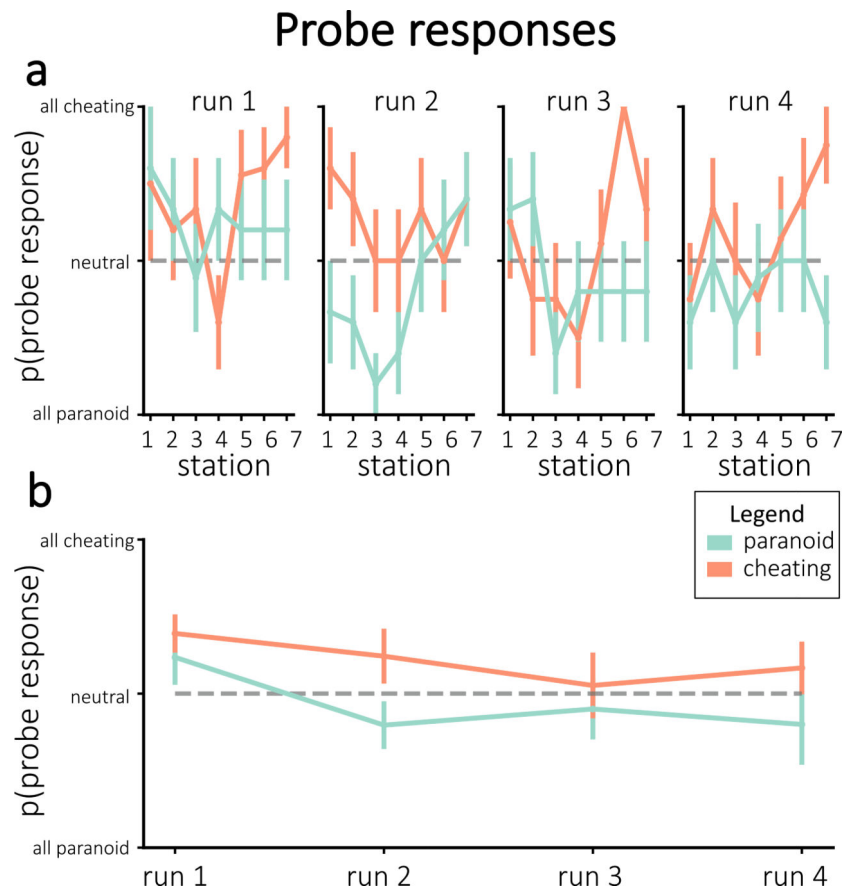 Probe responses
a
all cheating
run 1
run 2
run 3
run 4
p(probe response)
neutral
all paranoid
1 2 3 4 5 6 7
1 2 3 4 5 6 7
1 2 3 4 5 6 7
1 2 3 4 5 6 7
station
station
station
station
b
Legend
paranoid
cheating
all cheating
p(probe response)
neutral
all paranoid
run 1
run 2
run 3
run 4